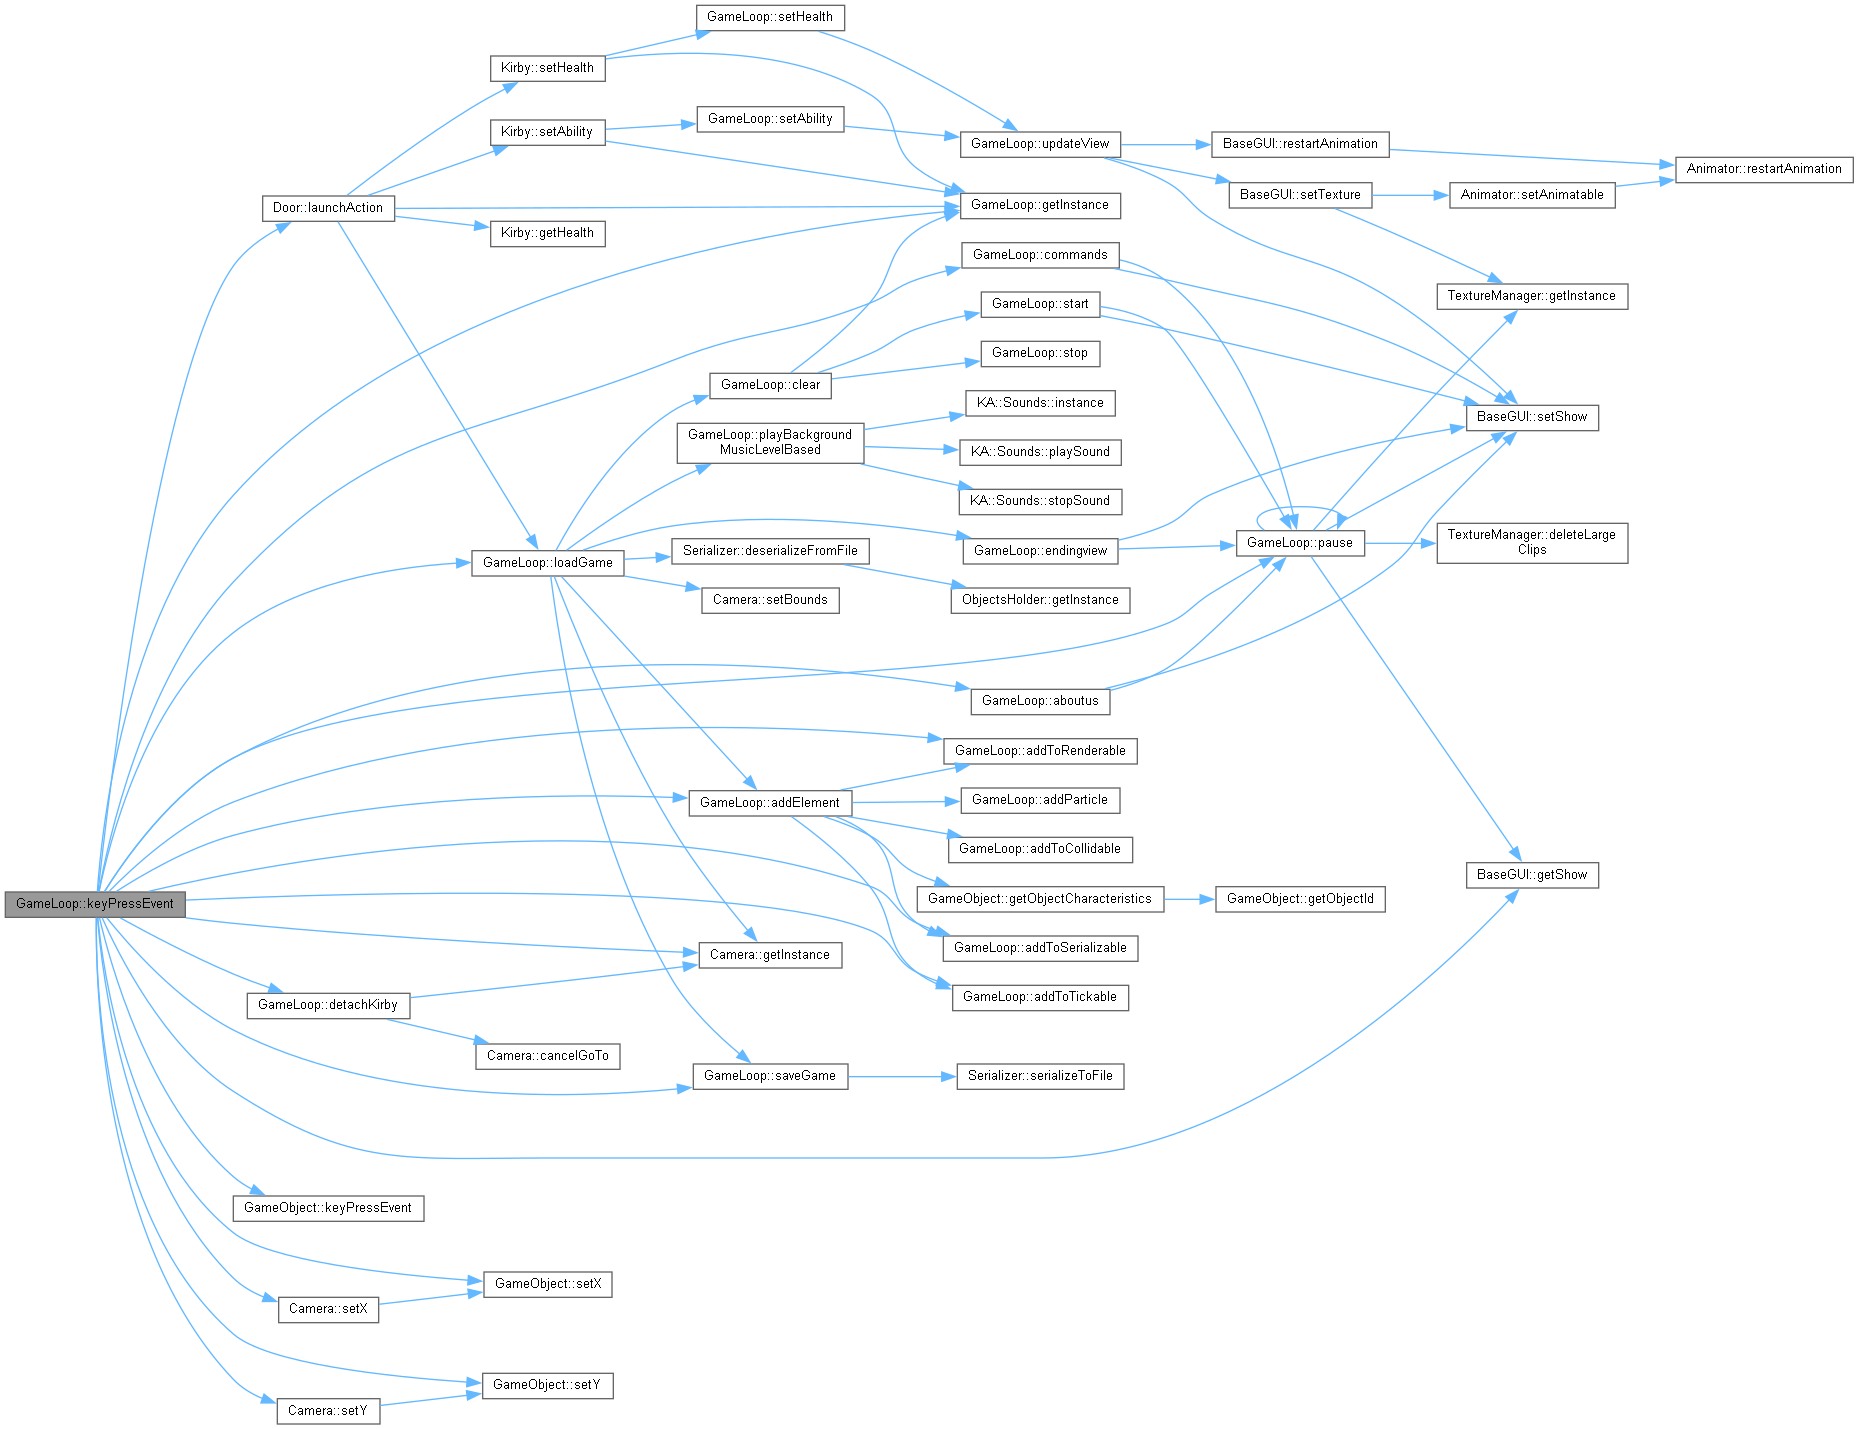 GameLoop::setHealth
Kirby::setHealth
GameLoop::setAbility
Kirby::setAbility
GameLoop::updateView
BaseGUI::restartAnimation
Animator::restartAnimation
BaseGUI::setTexture
Animator::setAnimatable
Door::launchAction
GameLoop::getInstance
Kirby::getHealth
GameLoop::commands
TextureManager::getInstance
GameLoop::start
GameLoop::stop
GameLoop::clear
KA::Sounds::instance
BaseGUI::setShow
GameLoop::playBackground
MusicLevelBased
KA::Sounds::playSound
KA::Sounds::stopSound
GameLoop::pause
TextureManager::deleteLarge
Clips
GameLoop::endingview
Serializer::deserializeFromFile
GameLoop::loadGame
Camera::setBounds
ObjectsHolder::getInstance
GameLoop::aboutus
GameLoop::addToRenderable
GameLoop::addElement
GameLoop::addParticle
GameLoop::addToCollidable
BaseGUI::getShow
GameObject::getObjectCharacteristics
GameObject::getObjectId
GameLoop::keyPressEvent
GameLoop::addToSerializable
Camera::getInstance
GameLoop::addToTickable
GameLoop::detachKirby
Camera::cancelGoTo
GameLoop::saveGame
Serializer::serializeToFile
GameObject::keyPressEvent
GameObject::setX
Camera::setX
GameObject::setY
Camera::setY